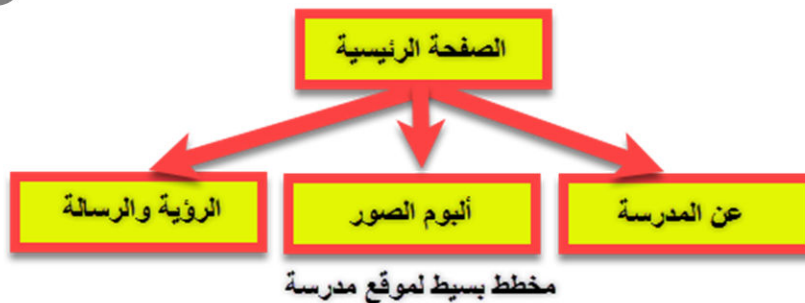 الصفحة الرئيسية
عن المدرسة
ألبوم الصور
الرؤية والرسالة
مخطط بسيط لموقع مدرسة